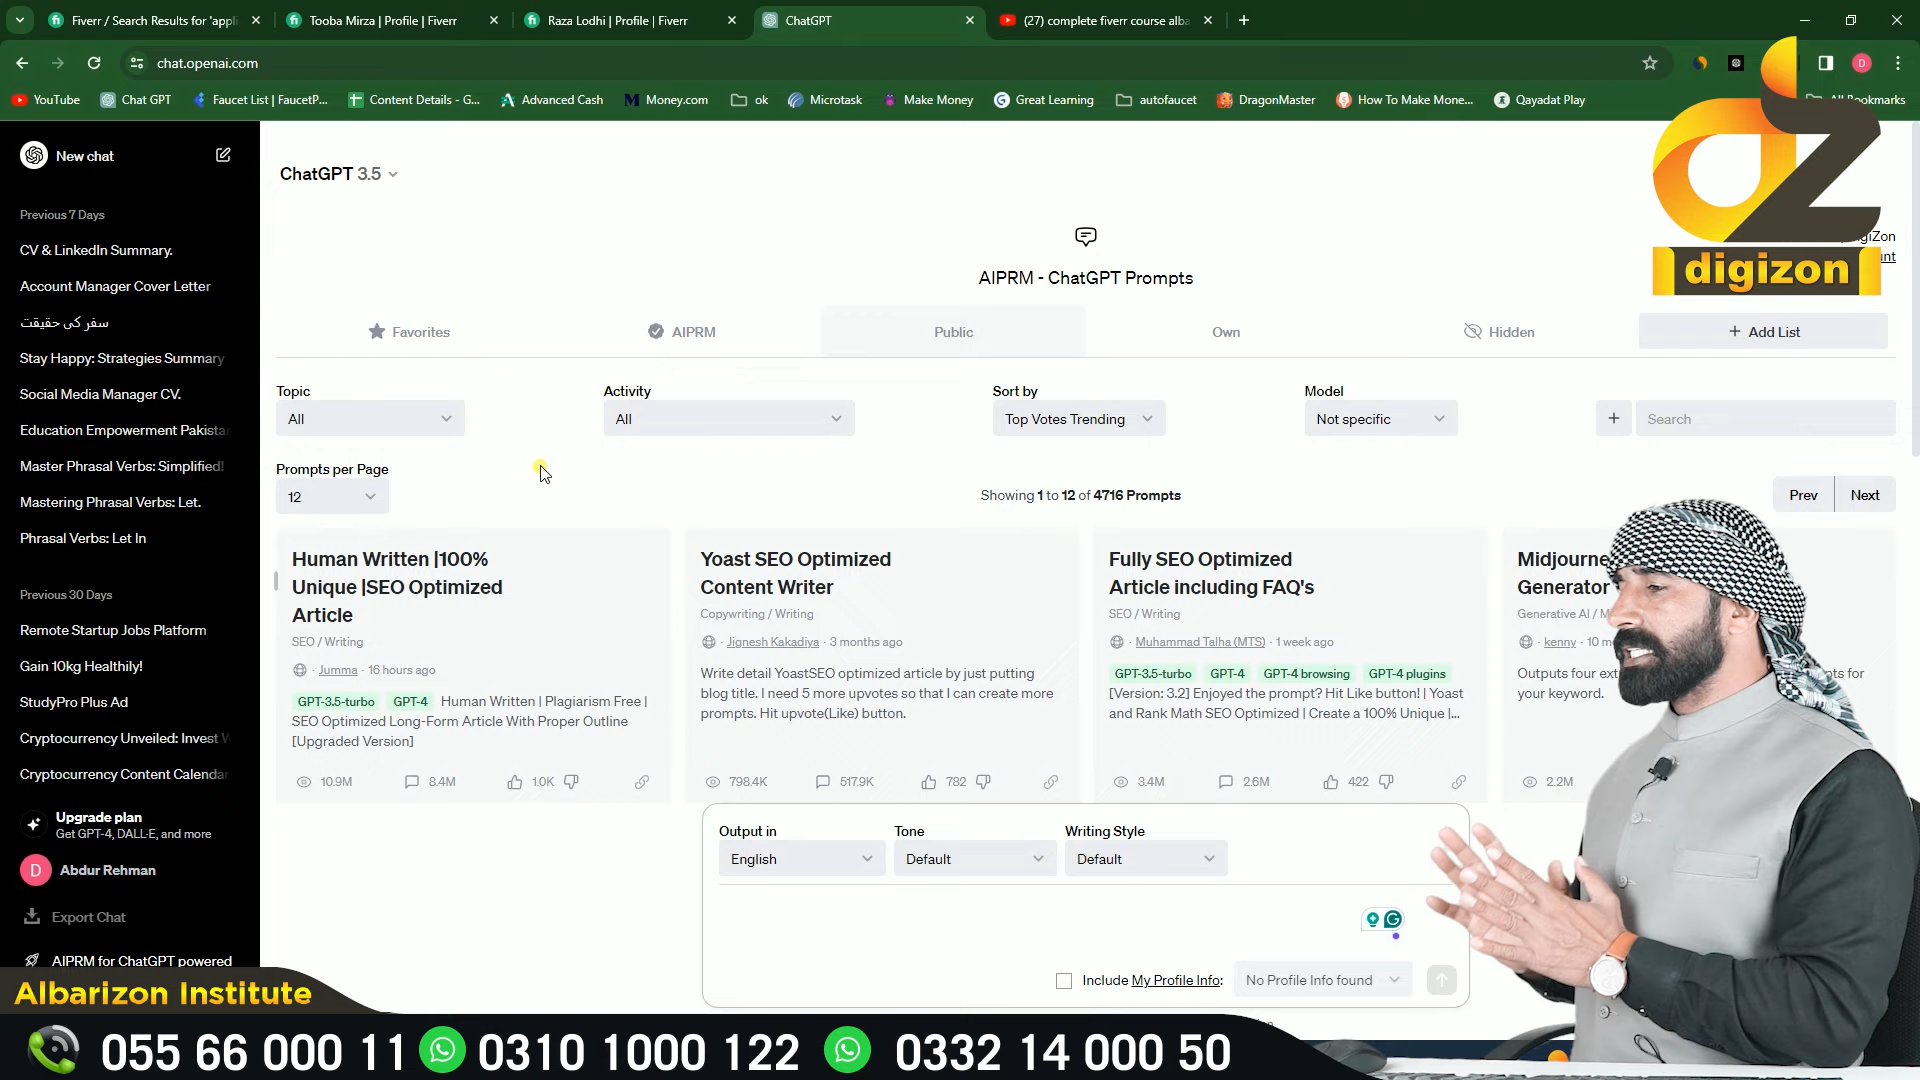 Fiverr / Search Results for 'appli
Tooba Mirza | Profile | Fiverr
Raza Lodhi | Profile | Fiverr
ChatGPT
(27) complete fiverr course alba
chat.openai.com
D
YouTube
Chat GPT
Faucet List | FaucetP...
Content Details - G...
Advanced Cash
Money.com
ok
Microtask
Make Money
Great Learning
autofaucet
DragonMaster
How To Make Mone...
Qayadat Play
All Bookmarks
digizon
New chat
Previous 7 Days
CV & LinkedIn Summary.
Account Manager Cover Letter
سفر کی حقیقت
Stay Happy: Strategies Summary
Social Media Manager CV.
Education Empowerment Pakistan
Master Phrasal Verbs: Simplified!
Mastering Phrasal Verbs: Let.
Phrasal Verbs: Let In
Previous 30 Days
Remote Startup Jobs Platform
Gain 10kg Healthily!
StudyPro Plus Ad
Cryptocurrency Unveiled: Invest W
Cryptocurrency Content Calendar
Upgrade plan
Get GPT-4, DALL·E, and more
D
Abdur Rehman
Export Chat
AIPRM for ChatGPT powered
ChatGPT 3.5
AIPRM - ChatGPT Prompts
Favorites
AIPRM
Public
Own
Hidden
+ Add List
Topic
All
Activity
All
Sort by
Top Votes Trending
Model
Not specific
+
Search
Prompts per Page
12
Showing 1 to 12 of 4716 Prompts
Prev
Next
Human Written |100%
Unique |SEO Optimized
Article
SEO / Writing
· Jumma · 16 hours ago
GPT-3.5-turbo GPT-4 Human Written | Plagiarism Free |
SEO Optimized Long-Form Article With Proper Outline
[Upgraded Version]
10.9M
8.4M
1.0K
Yoast SEO Optimized
Content Writer
Copywriting / Writing
· Jignesh Kakadiya · 3 months ago
Write detail YoastSEO optimized article by just putting
blog title. I need 5 more upvotes so that I can create more
prompts. Hit upvote(Like) button.
798.4K
517.9K
782
Fully SEO Optimized
Article including FAQ's
SEO / Writing
· Muhammad Talha (MTS) · 1 week ago
GPT-3.5-turbo GPT-4 GPT-4 browsing GPT-4 plugins
[Version: 3.2] Enjoyed the prompt? Hit Like button! | Yoast
and Rank Math SEO Optimized | Create a 100% Unique |...
3.4M
2.6M
422
Midjourne
Generator
Generative AI / M
· kenny · 10 m
Outputs four ext
for
your keyword.
2.2M
Output in
English
Tone
Default
Writing Style
Default
Include My Profile Info:
No Profile Info found
Albarizon Institute
055 66 000 11
0310 1000 122
0332 14 000 50